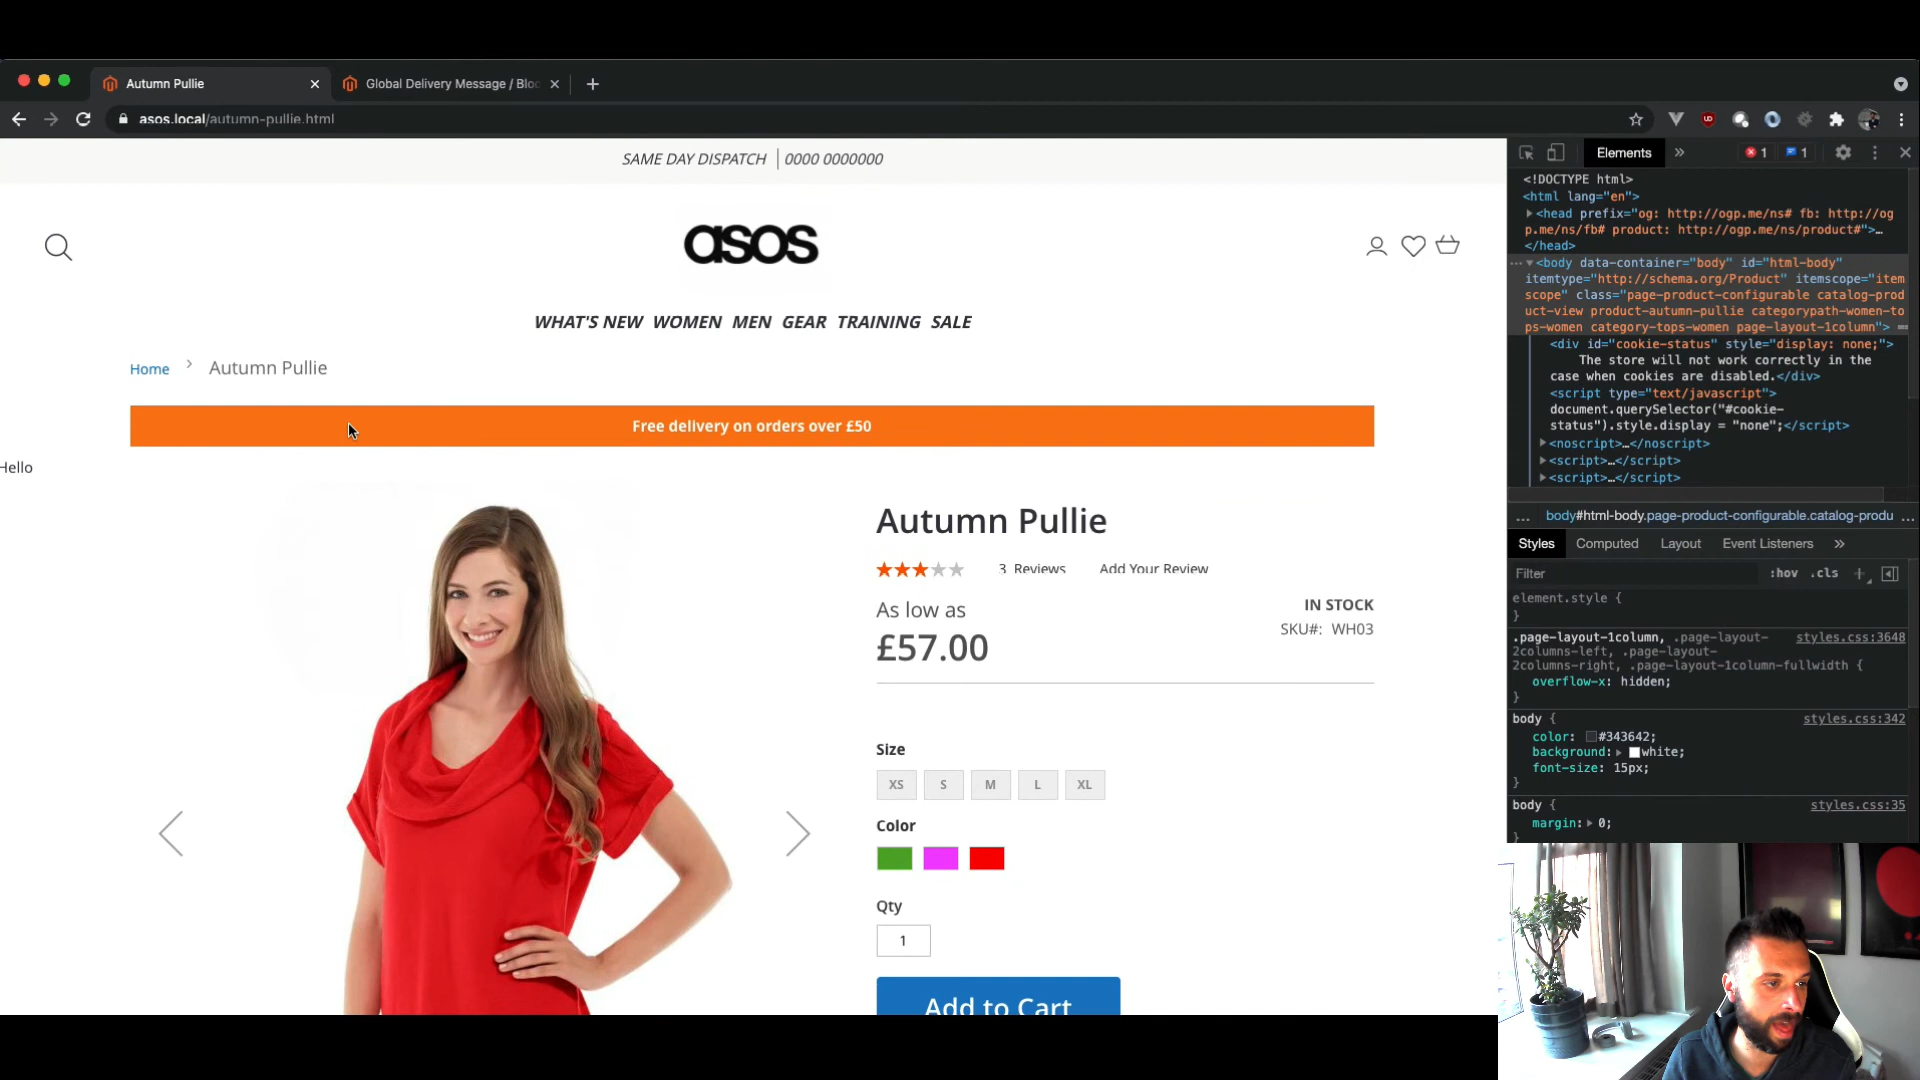 Autumn Pullie
Global Delivery Message / Blo
asos.local/autumn-pullie.html
SAME DAY DISPATCH | 0000 0000000
asos
WHAT'S NEW WOMEN MEN GEAR TRAINING SALE
Home > Autumn Pullie
Free delivery on orders over £50
Hello
Autumn Pullie
3 Reviews Add Your Review
As low as
£57.00
IN STOCK
SKU#: WH03
Size
XS S M L XL
Color
Qty
1
Add to Cart
Elements » 1 1
<!DOCTYPE html>
<html lang="en">
<head prefix="og: http://ogp.me/ns# fb: http://og
p.me/ns/fb# product: http://ogp.me/ns/product#">…
</head>
<body data-container="body" id="html-body"
itemtype="http://schema.org/Product" itemscope="item
scope" class="page-product-configurable catalog-prod
uct-view product-autumn-pullie categorypath-women-to
ps-women category-tops-women page-layout-1column"> ==
<div id="cookie-status" style="display: none;">
The store will not work correctly in the
case when cookies are disabled.</div>
<script type="text/javascript">
document.querySelector("#cookie-
status").style.display = "none";</script>
<noscript>…</noscript>
<script>…</script>
<script>…</script>
… body#html-body.page-product-configurable.catalog-produ …
Styles Computed Layout Event Listeners »
Filter :hov .cls +
element.style {
}
.page-layout-1column, .page-layout- styles.css:3648
2columns-left, .page-layout-
2columns-right, .page-layout-1column-fullwidth {
overflow-x: hidden;
}
body { styles.css:342
color: #343642;
background: white;
font-size: 15px;
}
body { styles.css:35
margin: 0;
}